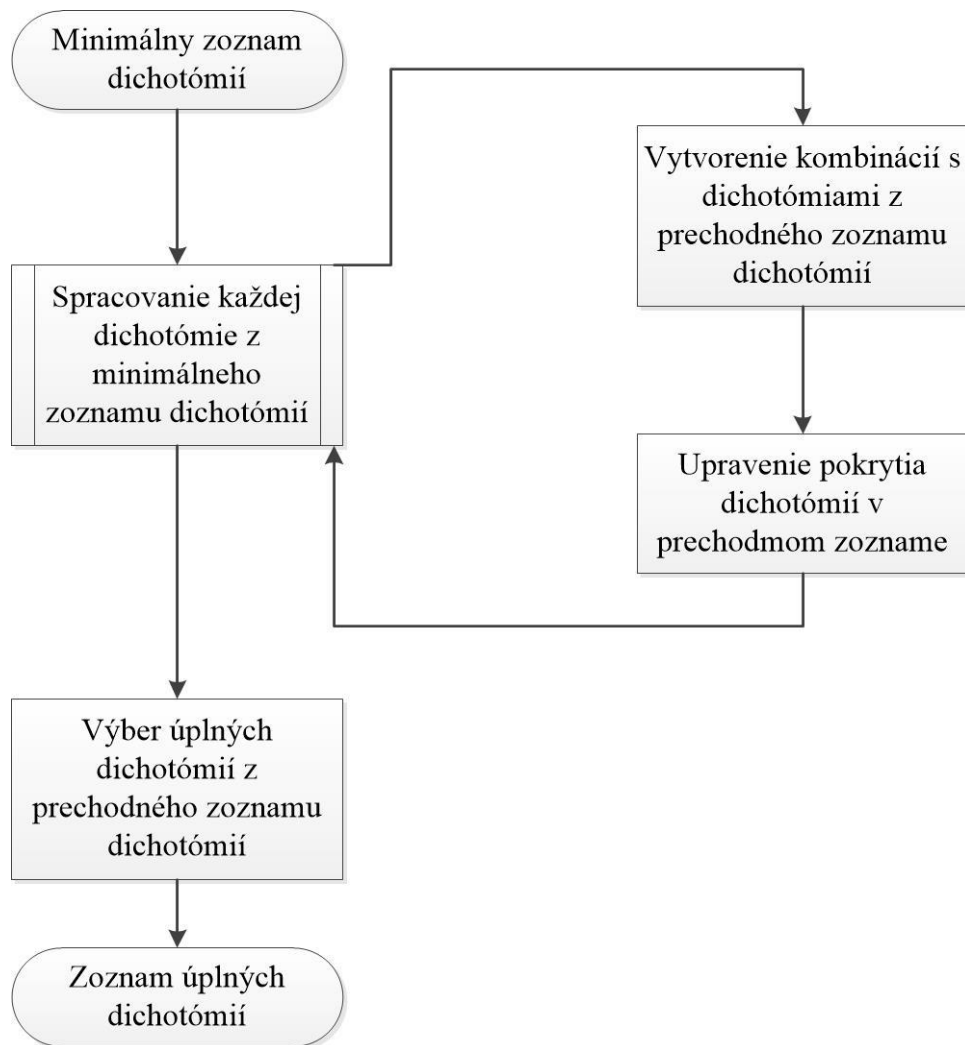 Minimálny zoznam
dichotómií
Spracovanie každej
dichotómie z
minimálneho
zoznamu dichotómií
Vytvorenie kombinácií s
dichotómiami z
prechodného zoznamu
dichotómií
Upravenie pokrytia
dichotómií v
prechodmom zozname
Výber úplných
dichotómií z
prechodného zoznamu
dichotómií
Zoznam úplných
dichotómií